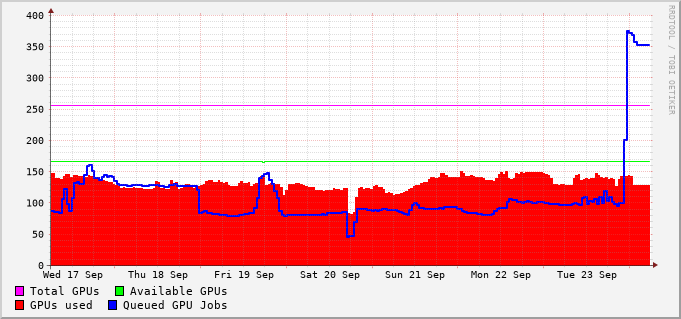 400
350
300
250
200
150
100
50
0
Wed 17 Sep Thu 18 Sep Fri 19 Sep Sat 20 Sep Sun 21 Sep Mon 22 Sep Tue 23 Sep
Total GPUs Available GPUs
GPUs used Queued GPU Jobs
RRDTOOL / TOBI OETIKER